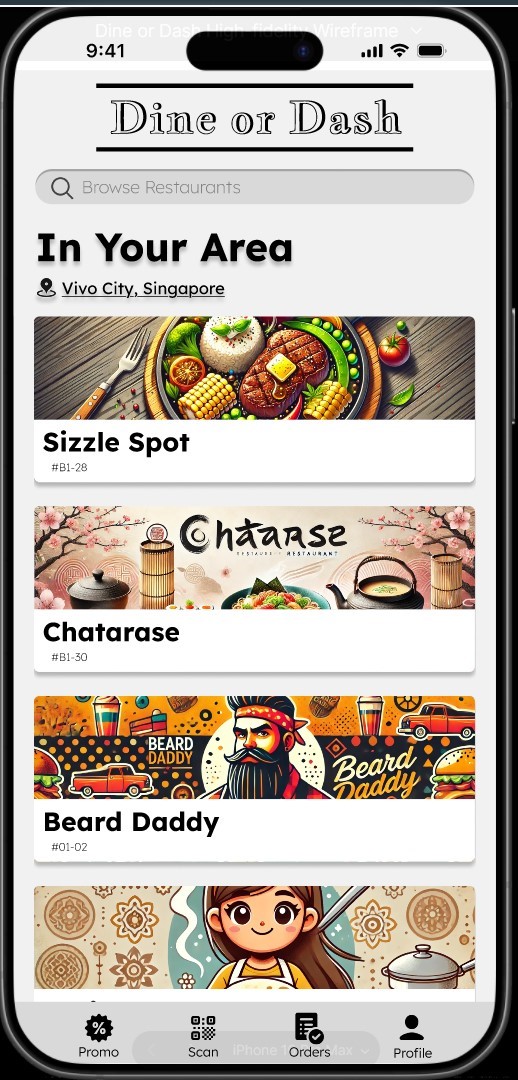 Dine or Dash High-fidelity Wireframe
9:41
Dine or Dash
Browse Restaurants
In Your Area
Vivo City, Singapore
Sizzle Spot
#B1-28
Chatarase
RESTAURANT
Chatarase
#B1-30
BEARD
DADDY
Beard
Daddy
Beard Daddy
#01-02
Promo
Scan
Orders
Profile
iPhone Max